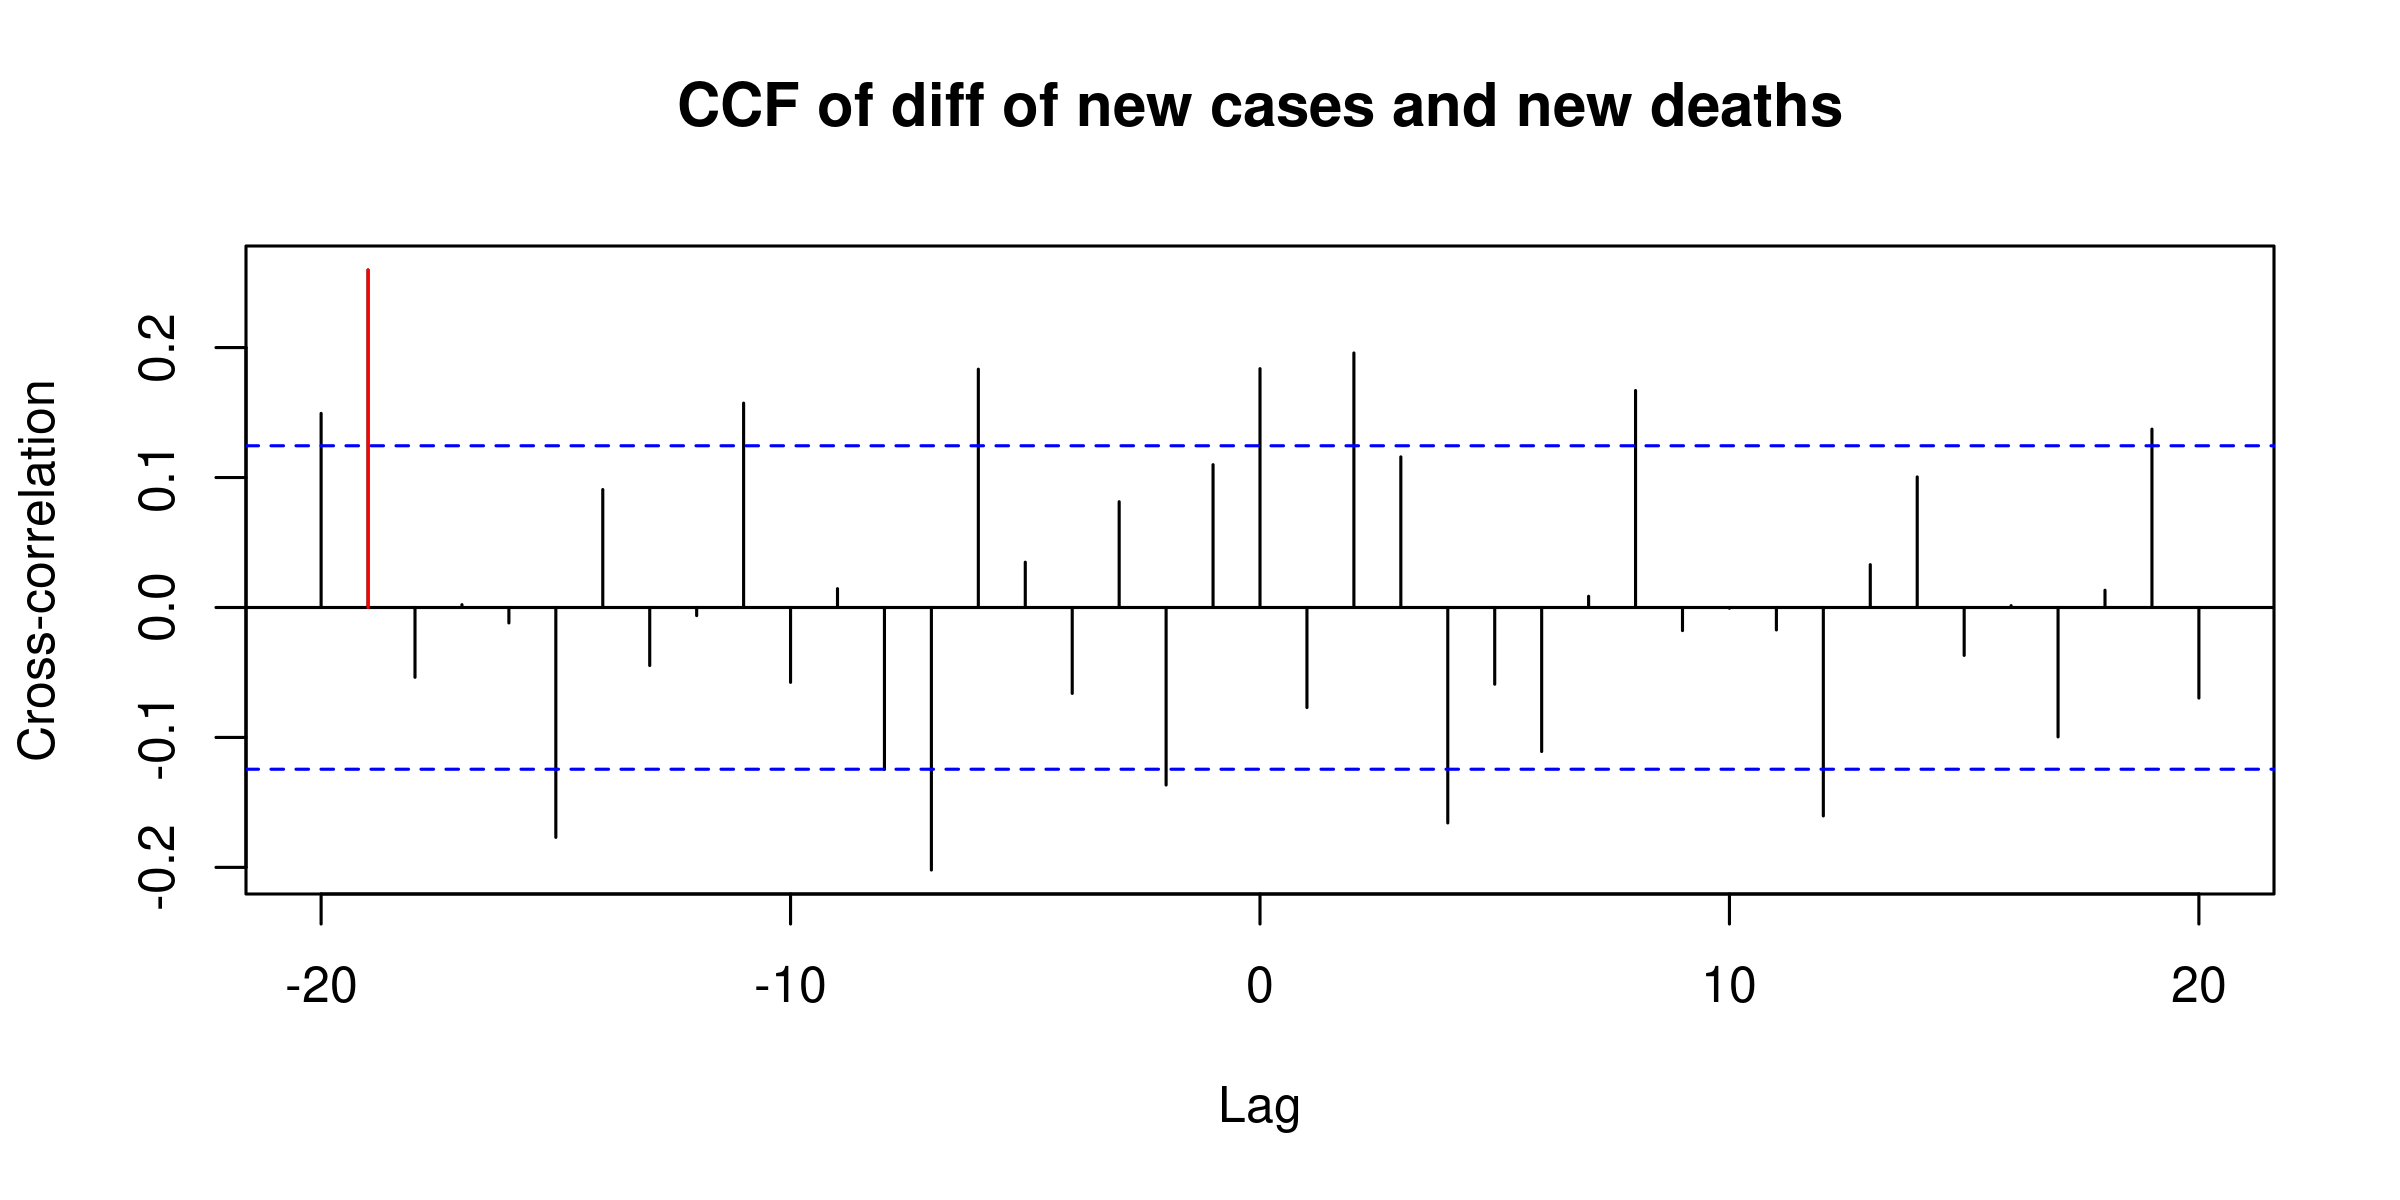 CCF of diff of new cases and new deaths
Cross-correlation
0.2
0.1
0.0
-0.1
-0.2
-20 -10 0 10 20
Lag